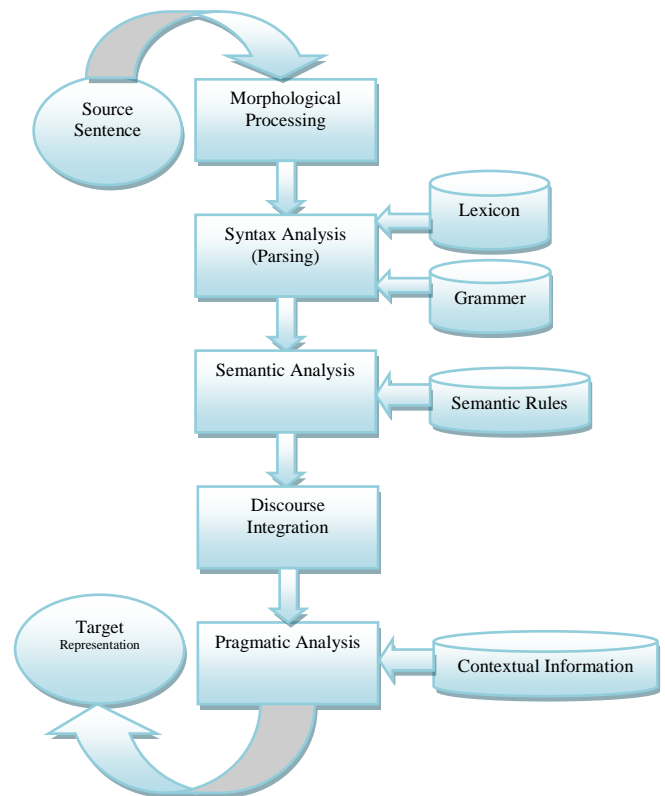 Source
Sentence
Morphological
Processing
Syntax Analysis
(Parsing)
Lexicon
Grammer
Semantic Analysis
Semantic Rules
Discourse
Integration
Target
Representation
Pragmatic Analysis
Contextual Information